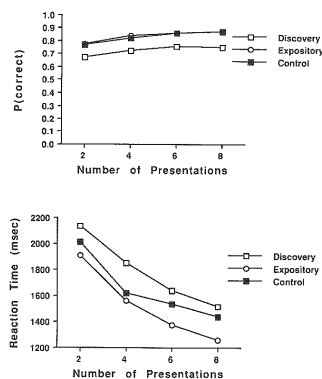 P(correct)
1.0
0.9
0.8
0.7
0.6
0.5
0.4
0.3
0.2
0.1
0.0
2 4 6 8
Number of Presentations
Discovery
Expository
Control
Reaction Time (msec)
2200
2000
1800
1600
1400
1200
2 4 6 8
Number of Presentations
Discovery
Expository
Control